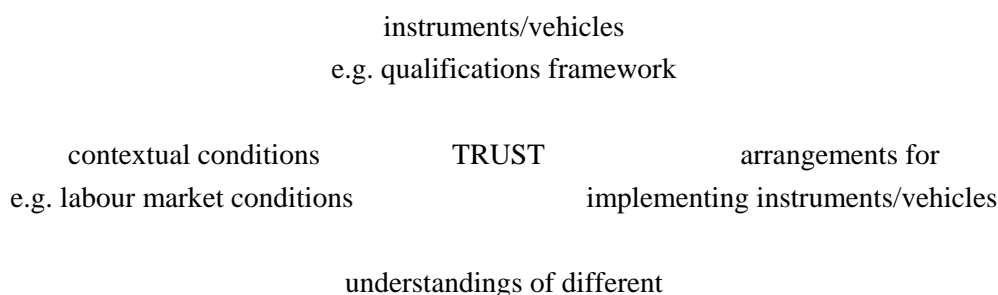 instruments/vehicles
e.g. qualifications framework
contextual conditions TRUST arrangements for
e.g. labour market conditions implementing instruments/vehicles
understandings of different